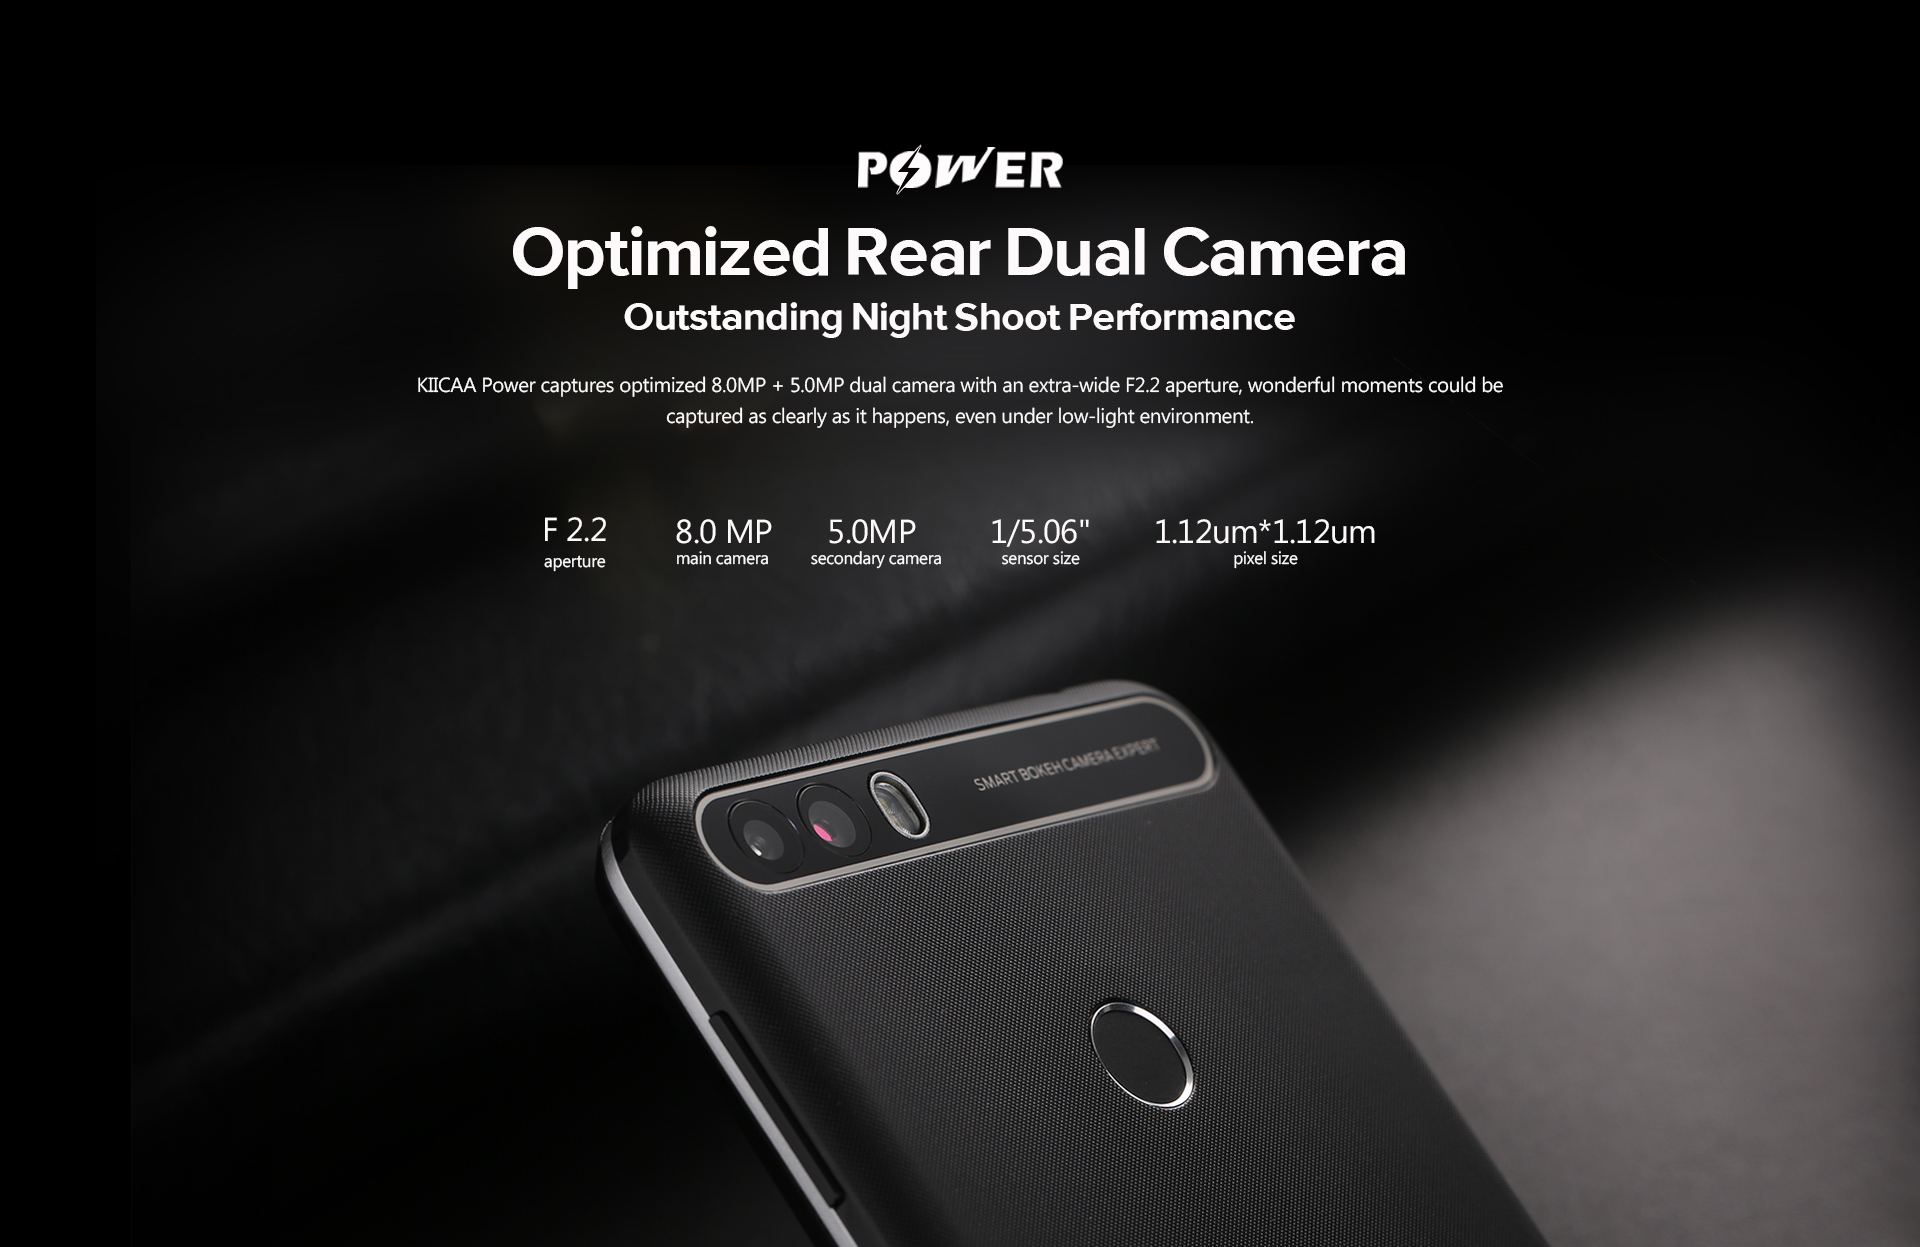 POWER
Optimized Rear Dual Camera
Outstanding Night Shoot Performance
KIICAA Power captures optimized 8.0MP + 5.0MP dual camera with an extra-wide F2.2 aperture, wonderful moments could be
captured as clearly as it happens, even under low-light environment.
F 2.2
aperture
8.0 MP
main camera
5.0MP
secondary camera
1/5.06"
sensor size
1.12um*1.12um
pixel size
SMART BOKEH CAMERA EXPERT